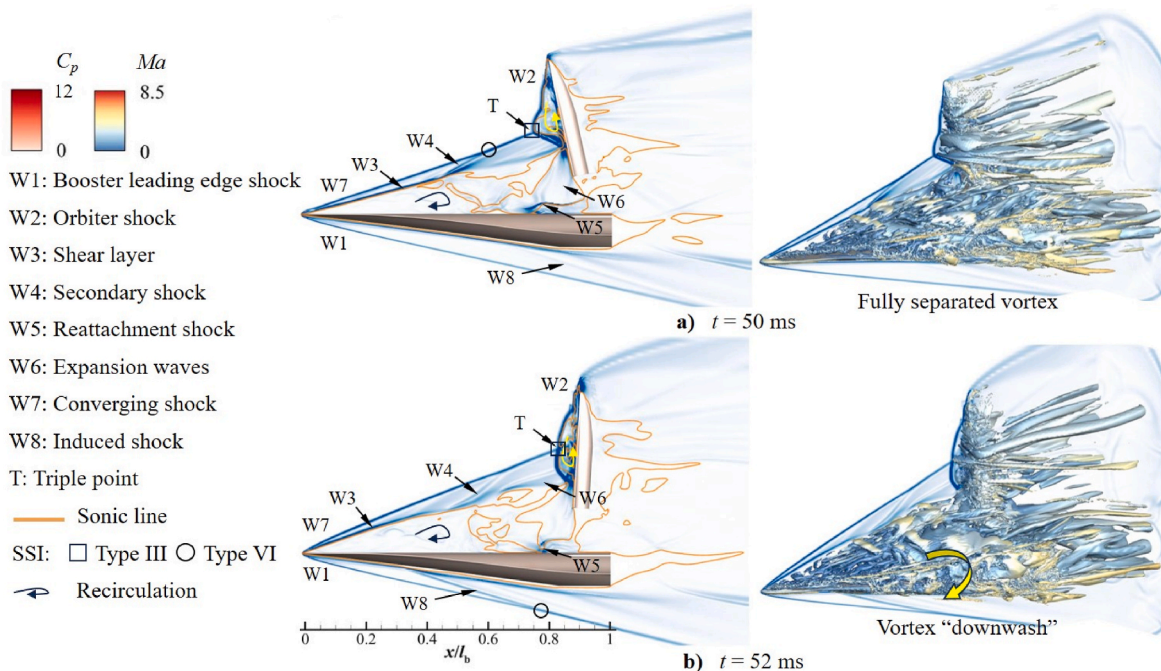 C_p
Ma
12
8.5
0
0
W1: Booster leading edge shock
W2: Orbiter shock
W3: Shear layer
W4: Secondary shock
W5: Reattachment shock
W6: Expansion waves
W7: Converging shock
W8: Induced shock
T: Triple point
Sonic line
SSI: Type III Type VI
Recirculation
W2
T
W4
W3
W7
W6
W5
W1
W8
Fully separated vortex
a) t = 50 ms
W2
T
W4
W3
W6
W7
W5
W1
W8
0 0.2 0.4 0.6 0.8 1
x/l_b
Vortex “downwash”
b) t = 52 ms